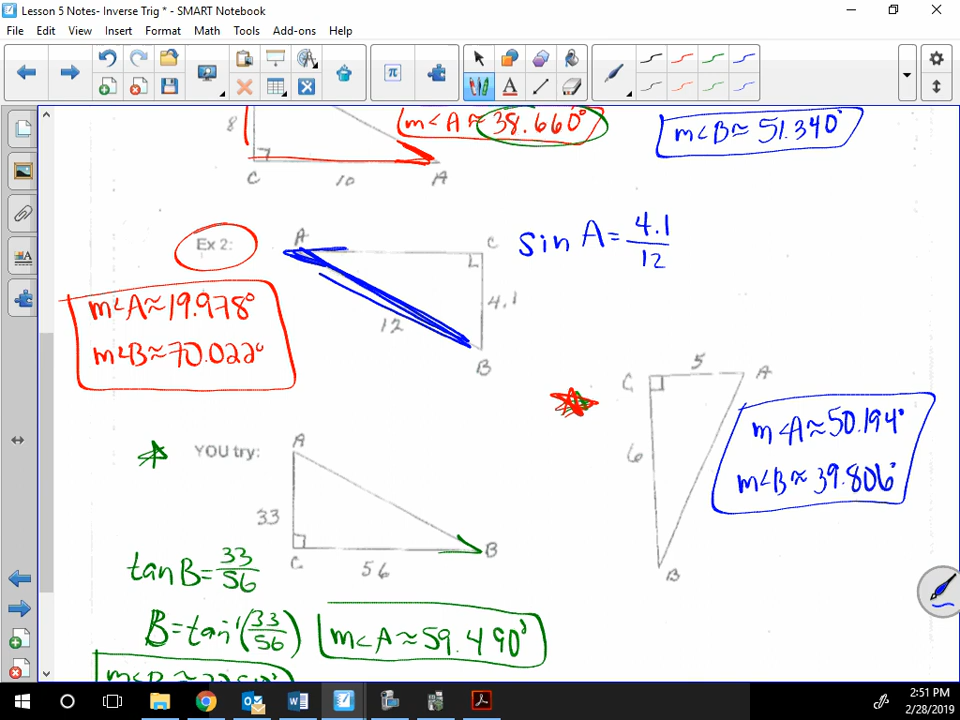 Lesson 5 Notes- Inverse Trig * - SMART Notebook
File Edit View Insert Format Math Tools Add-ons Help
8
m∠A≈38.660°
m∠B≈51.340°
C 10 A
Ex 2:
A
C
sin A = 4.1/12
4.1
12
B
m∠A≈19.978°
m∠B≈70.022°
5
C
A
6
B
m∠A≈50.194°
m∠B≈39.806°
YOU try:
A
33
C
B
56
tan B = 33/56
B = tan⁻¹(33/56)
m∠A≈59.490°
m∠B≈
2:51 PM
2/28/2019